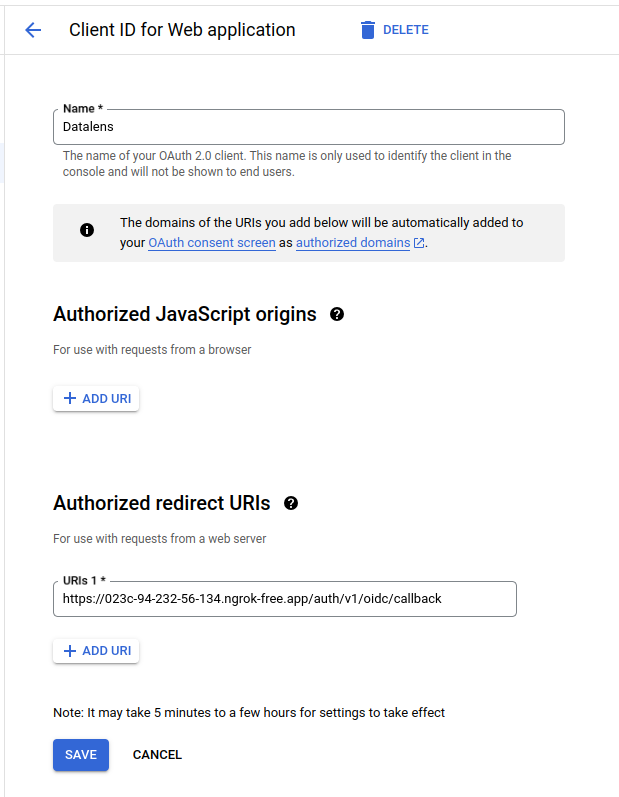 Client ID for Web application
DELETE
Name *
Datalens
The name of your OAuth 2.0 client. This name is only used to identify the client in the
console and will not be shown to end users.
The domains of the URIs you add below will be automatically added to
your OAuth consent screen as authorized domains.
Authorized JavaScript origins
For use with requests from a browser
+ ADD URI
Authorized redirect URIs
For use with requests from a web server
URIs 1 *
https://023c-94-232-56-134.ngrok-free.app/auth/v1/oidc/callback
+ ADD URI
Note: It may take 5 minutes to a few hours for settings to take effect
SAVE
CANCEL